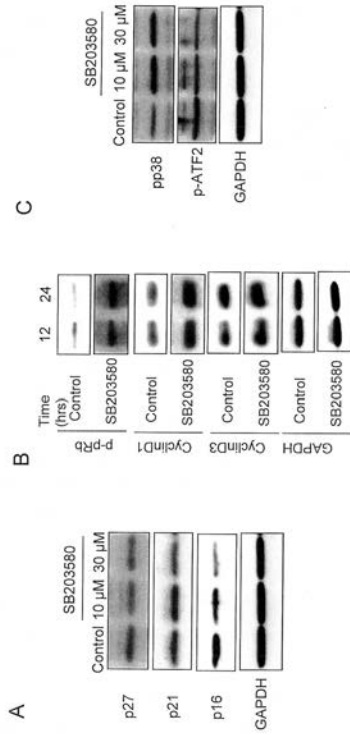 A
SB203580
Control 10 µM 30 µM
p27
p21
p16
GAPDH
B
Time
(hrs)
12 24
p-pRb
Control
SB203580
CyclinD1
Control
SB203580
CyclinD3
Control
SB203580
GAPDH
Control
SB203580
C
SB203580
Control 10 µM 30 µM
pp38
p-ATF2
GAPDH